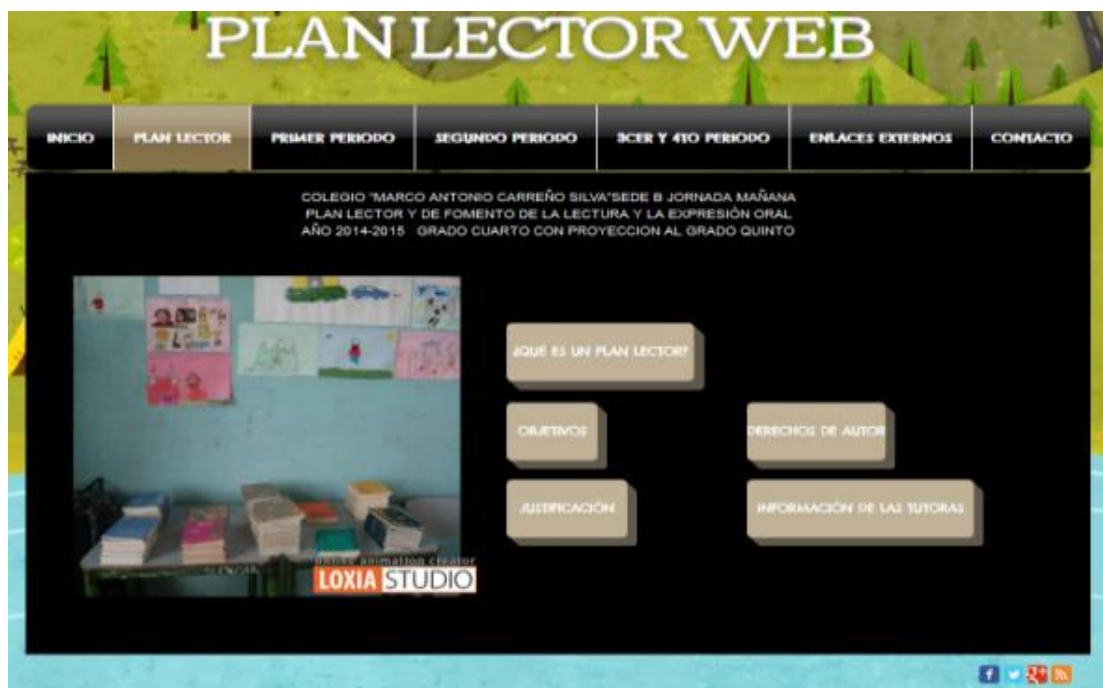 PLAN LECTOR WEB
INICIO
PLAN LECTOR
PRIMER PERIODO
SEGUNDO PERIODO
3CER Y 4TO PERIODO
ENLACES EXTERNOS
CONTACTO
COLEGIO "MARCO ANTONIO CARREÑO SILVA"SEDE B JORNADA MAÑANA
PLAN LECTOR Y DE FOMENTO DE LA LECTURA Y LA EXPRESIÓN ORAL
AÑO 2014-2015 GRADO CUARTO CON PROYECCION AL GRADO QUINTO
¿QUÉ ES UN PLAN LECTOR?
OBJETIVOS
DERECHOS DE AUTOR
JUSTIFICACIÓN
INFORMACIÓN DE LAS TUTORAS
online animation creator
LOXIA STUDIO